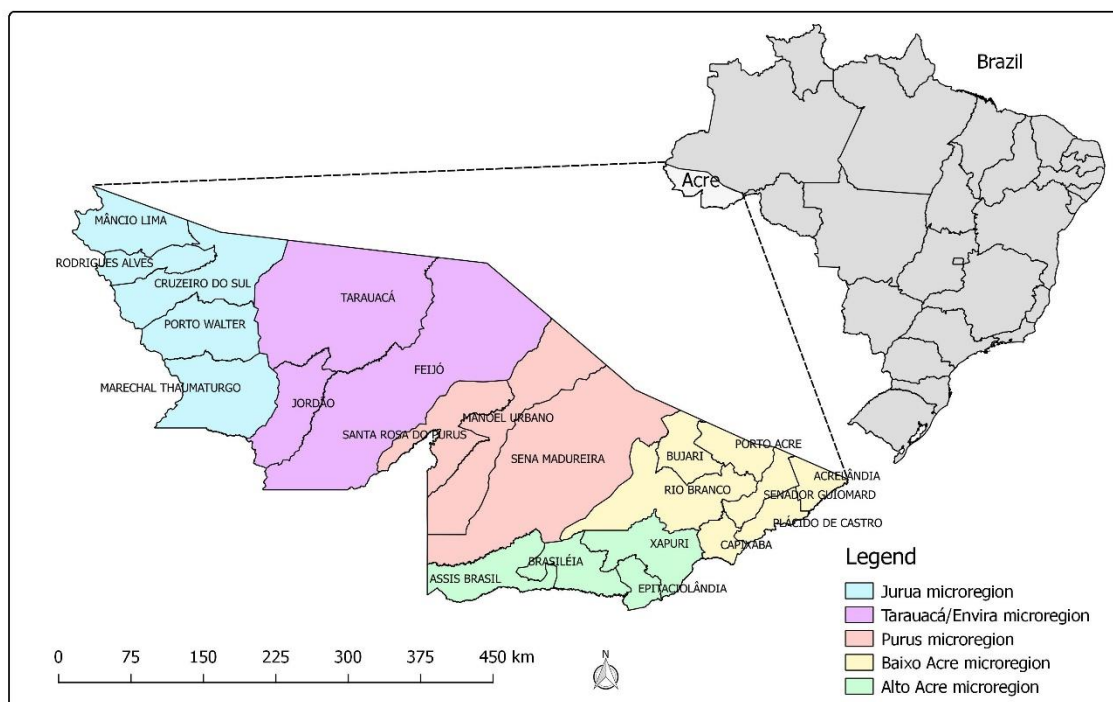 Brazil
Acre
MÂNCIO LIMA
RODRIGUES ALVES
CRUZEIRO DO SUL
TARAUACÁ
PORTO WALTER
FEIJÓ
MARECHAL THAUMATURGO
JORDÃO
MANOEL URBANO
SANTA ROSA DO PURUS
PORTO ACRE
BUJARI
SENA MADUREIRA
ACRELÂNDIA
RIO BRANCO
SENADOR GUIOMARD
PLÁCIDO DE CASTRO
XAPURI
CAPIXABA
BRASILÉIA
ASSIS BRASIL
EPITACIOLÂNDIA
Legend
Jurua microregion
Tarauacá/Envira microregion
Purus microregion
Baixo Acre microregion
Alto Acre microregion
0 75 150 225 300 375 450 km
N